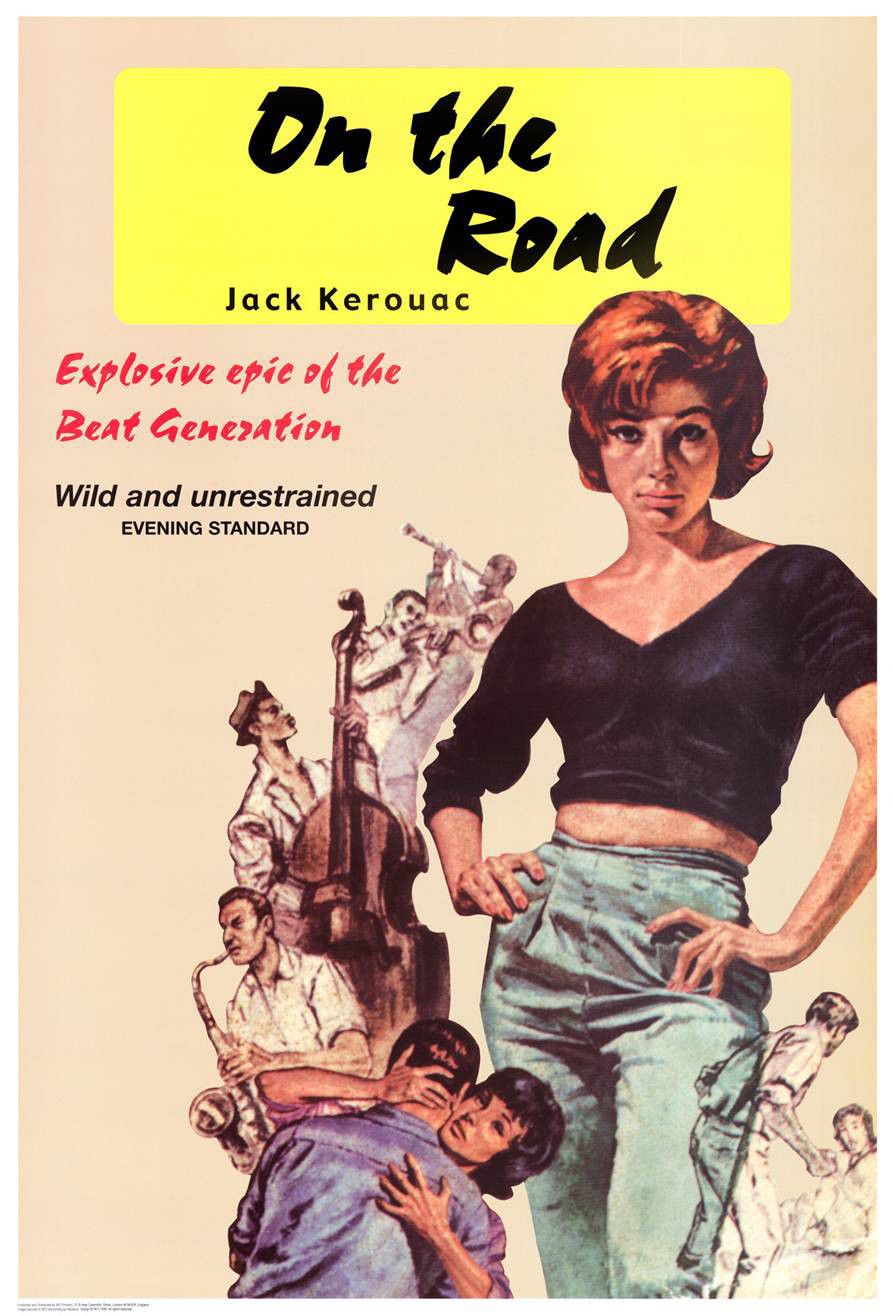 On the
Road
Jack Kerouac
Explosive epic of the
Beat Generation
Wild and unrestrained
EVENING STANDARD